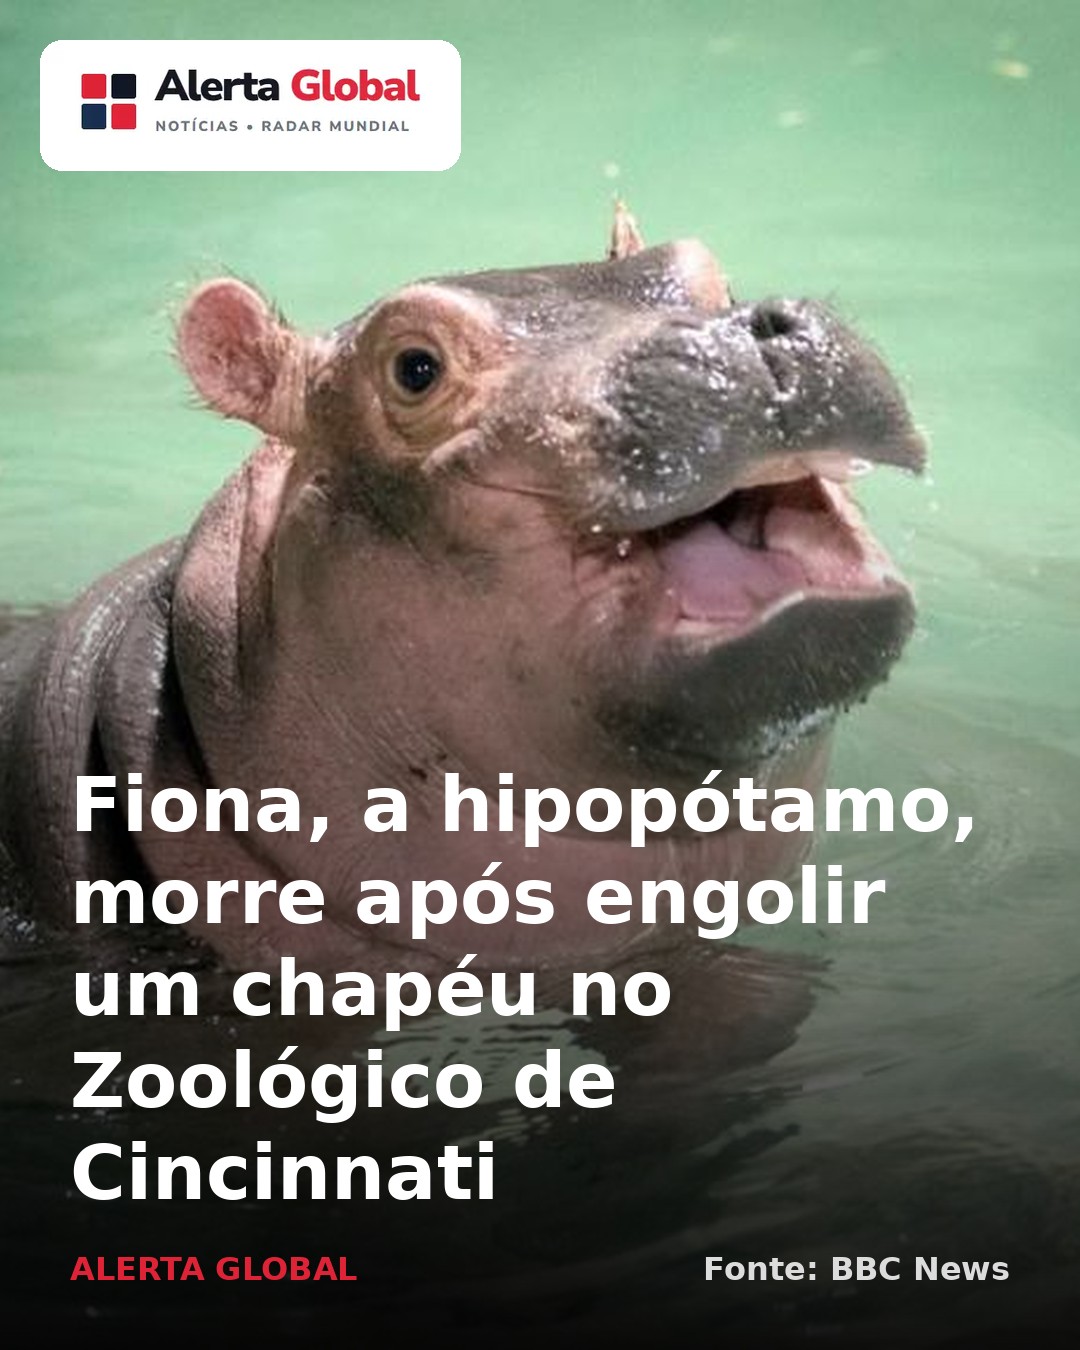 Alerta Global
NOTÍCIAS • RADAR MUNDIAL
Fiona, a hipopótamo,
morre após engolir
um chapéu no
Zoológico de
Cincinnati
ALERTA GLOBAL
Fonte: BBC News